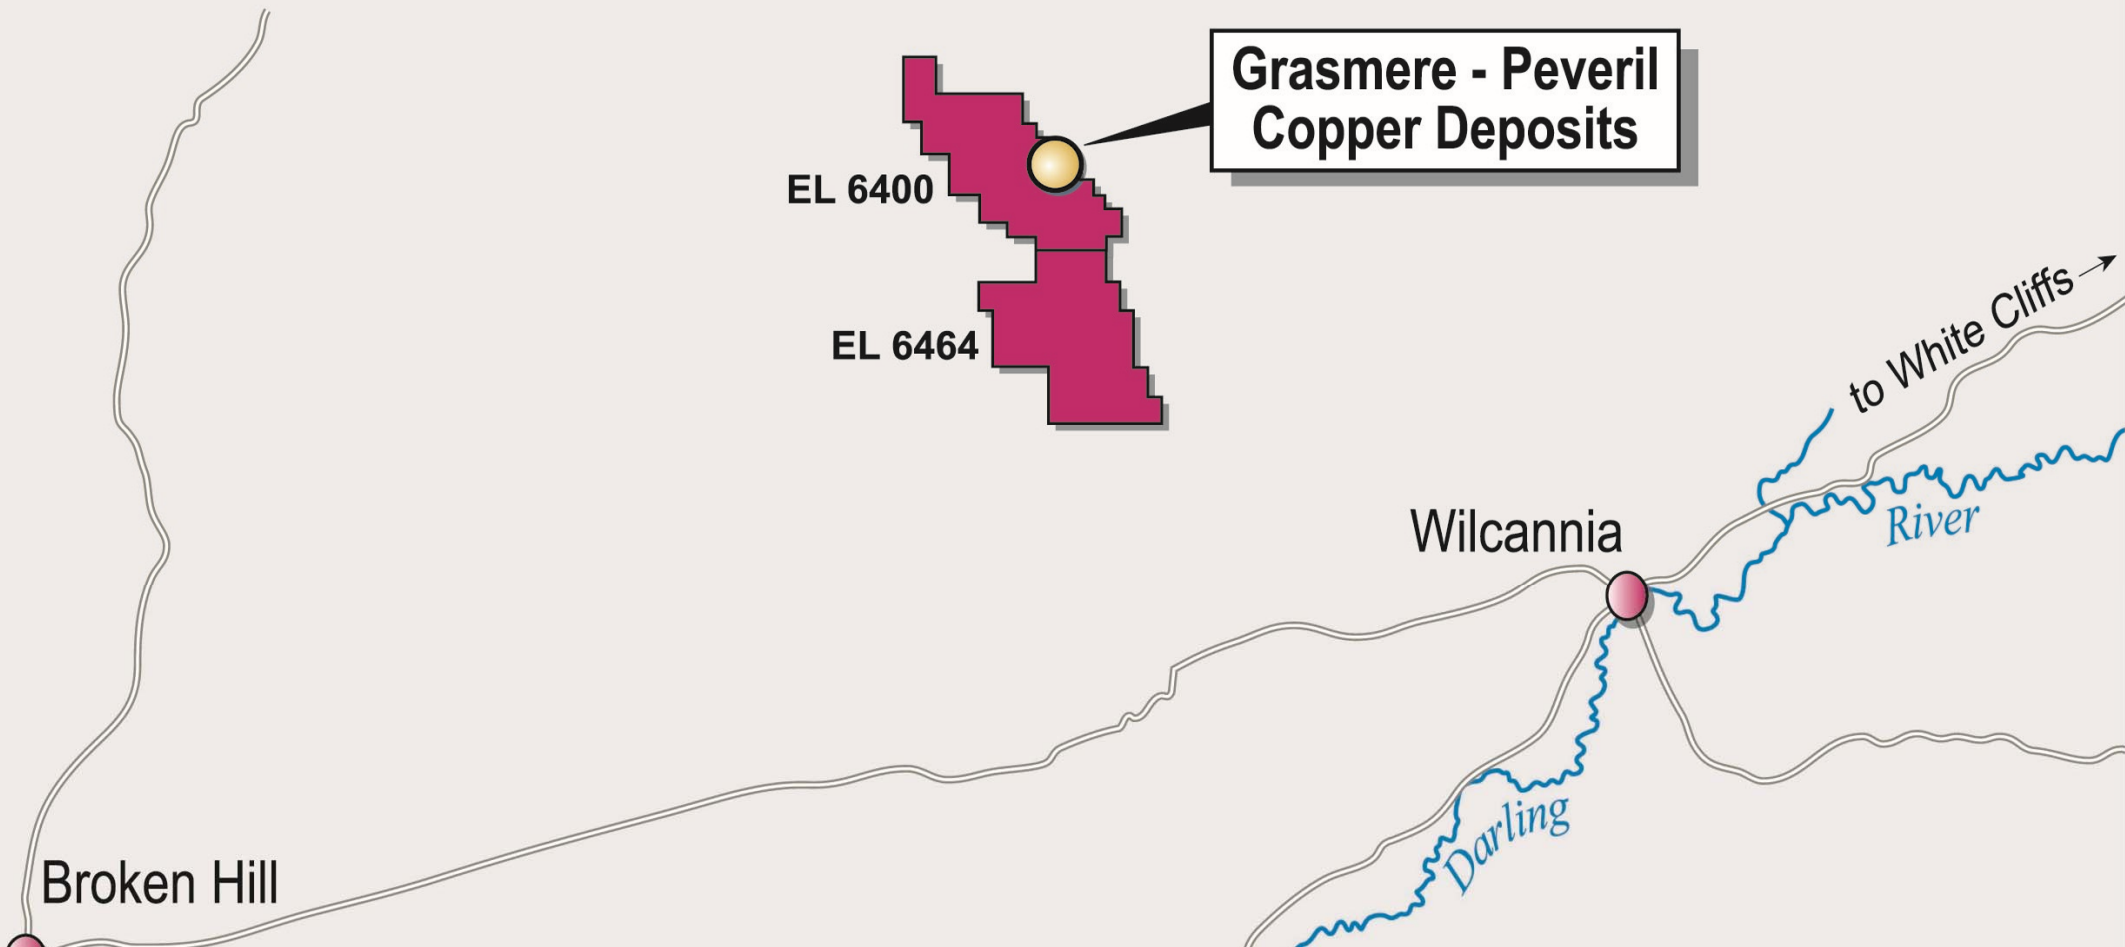 Grasmere - Peveril
Copper Deposits
EL 6400
EL 6464
to White Cliffs
River
Wilcannia
Darling
Broken Hill